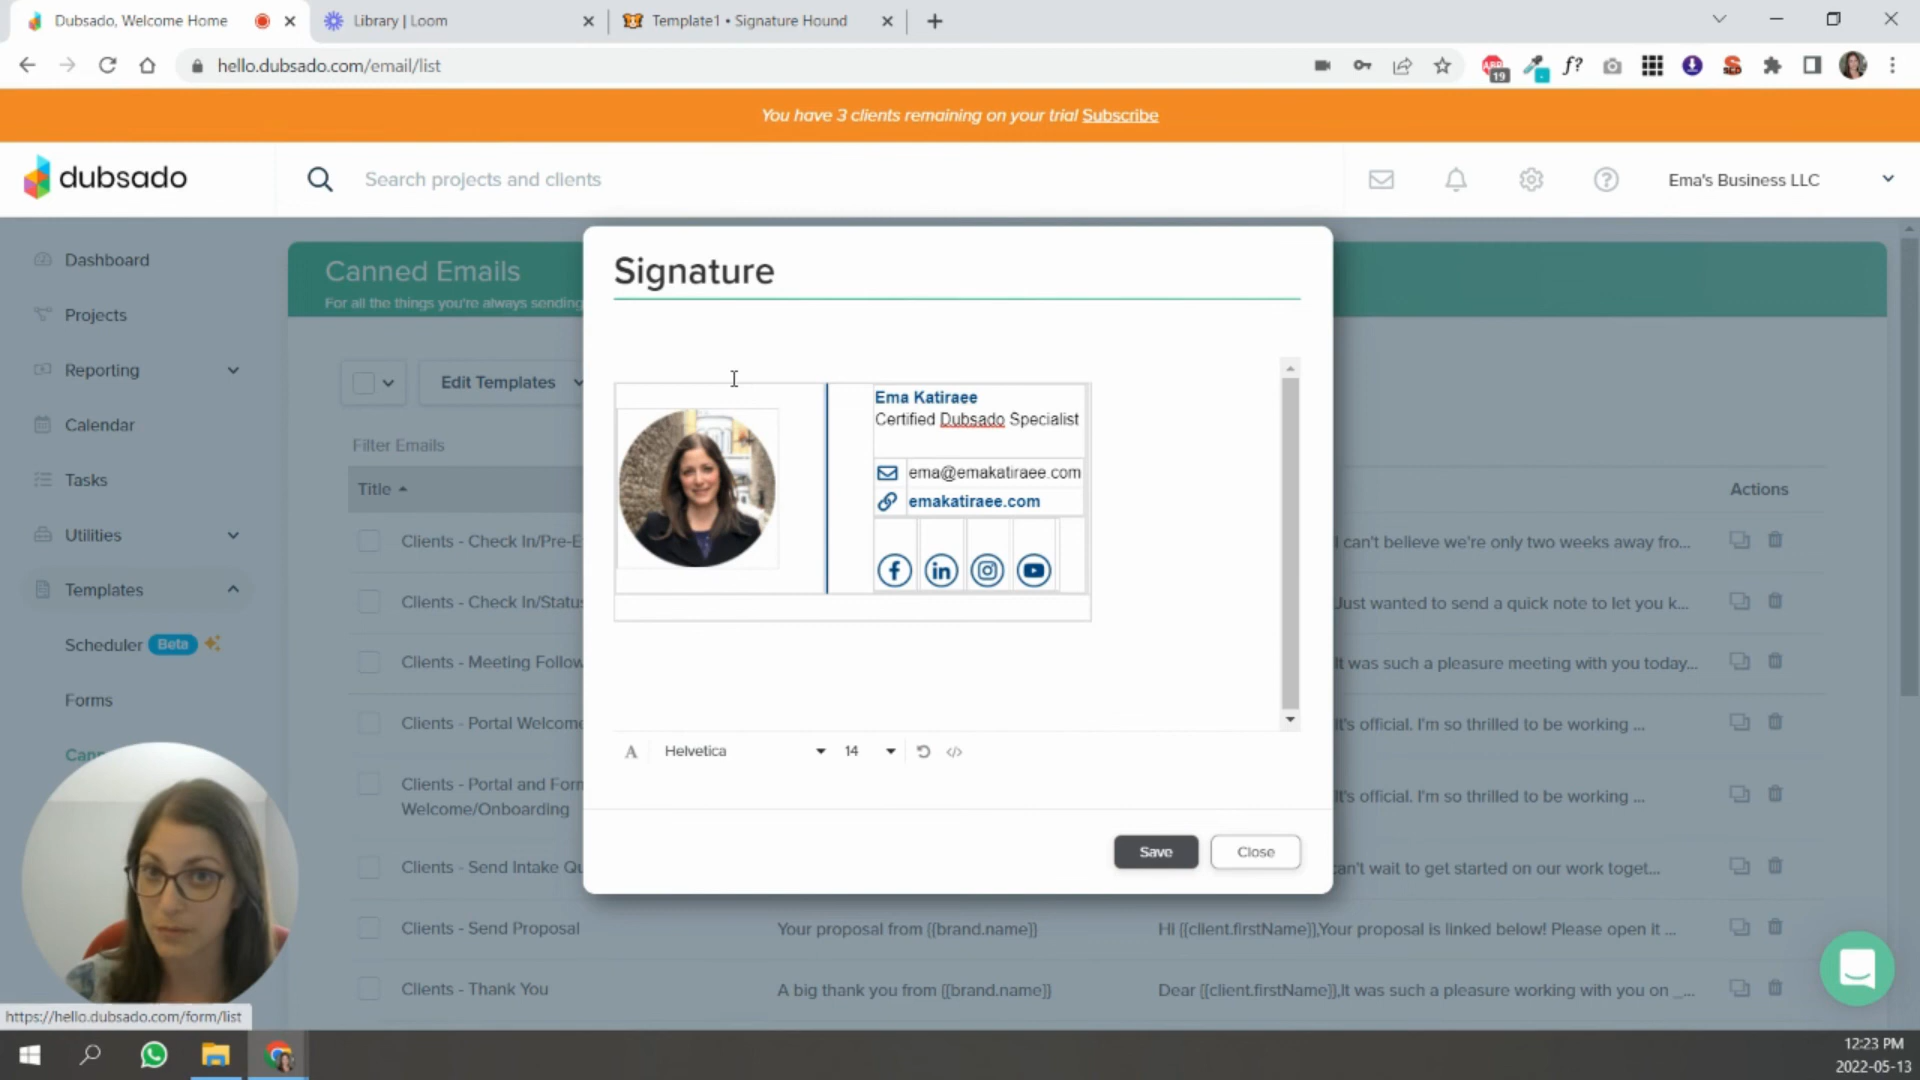 Dubsado, Welcome Home
Library | Loom
Template1 • Signature Hound
hello.dubsado.com/email/list
19
f?
You have 3 clients remaining on your trial Subscribe
dubsado
Search projects and clients
Ema's Business LLC
Dashboard
Projects
Reporting
Calendar
Tasks
Utilities
Templates
Scheduler Beta
Forms
Canned Emails
For all the things you're always sending
Edit Templates
Filter Emails
Title
Actions
Clients - Check In/Pre-E
I can't believe we're only two weeks away fro...
Clients - Check In/Status
Just wanted to send a quick note to let you k...
Clients - Meeting Follow
It was such a pleasure meeting with you today...
Clients - Portal Welcome
It's official. I'm so thrilled to be working ...
Clients - Portal and Form
Welcome/Onboarding
It's official. I'm so thrilled to be working ...
Clients - Send Intake Qu
can't wait to get started on our work toget...
Clients - Send Proposal
Your proposal from {{brand.name}}
Hi {{client.firstName}},Your proposal is linked below! Please open it ...
Clients - Thank You
A big thank you from {{brand.name}}
Dear {{client.firstName}},It was such a pleasure working with you on _...
Signature
Ema Katiraee
Certified Dubsado Specialist
ema@emakatiraee.com
emakatiraee.com
A
Helvetica
14
Save
Close
https://hello.dubsado.com/form/list
12:23 PM
2022-05-13